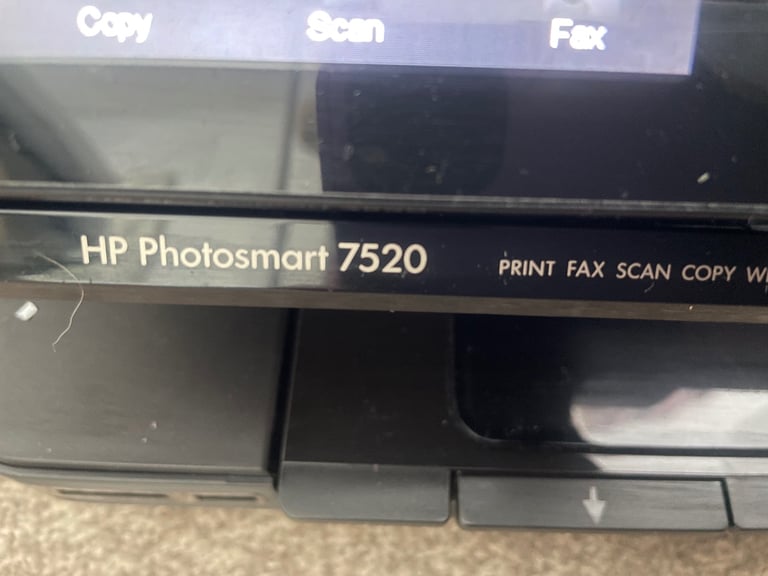 Copy Scan Fax
HP Photosmart 7520
PRINT FAX SCAN COPY